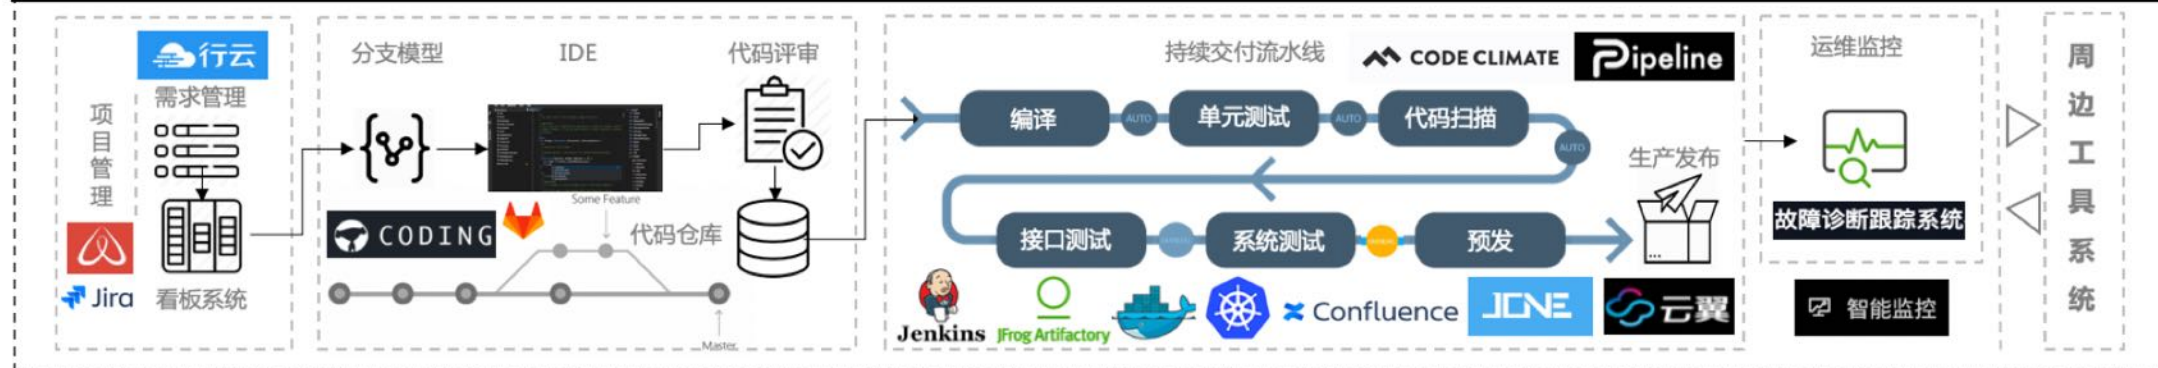 行云
需求管理
项目管理
Jira
看板系统
分支模型
IDE
代码评审
CODING
Some Feature
代码仓库
Master
持续交付流水线
CODE CLIMATE
Pipeline
编译
AUTO
单元测试
AUTO
代码扫描
AUTO
接口测试
系统测试
预发
生产发布
Jenkins
JFrog Artifactory
Confluence
JCNE
云翼
运维监控
故障诊断跟踪系统
智能监控
周边工具系统